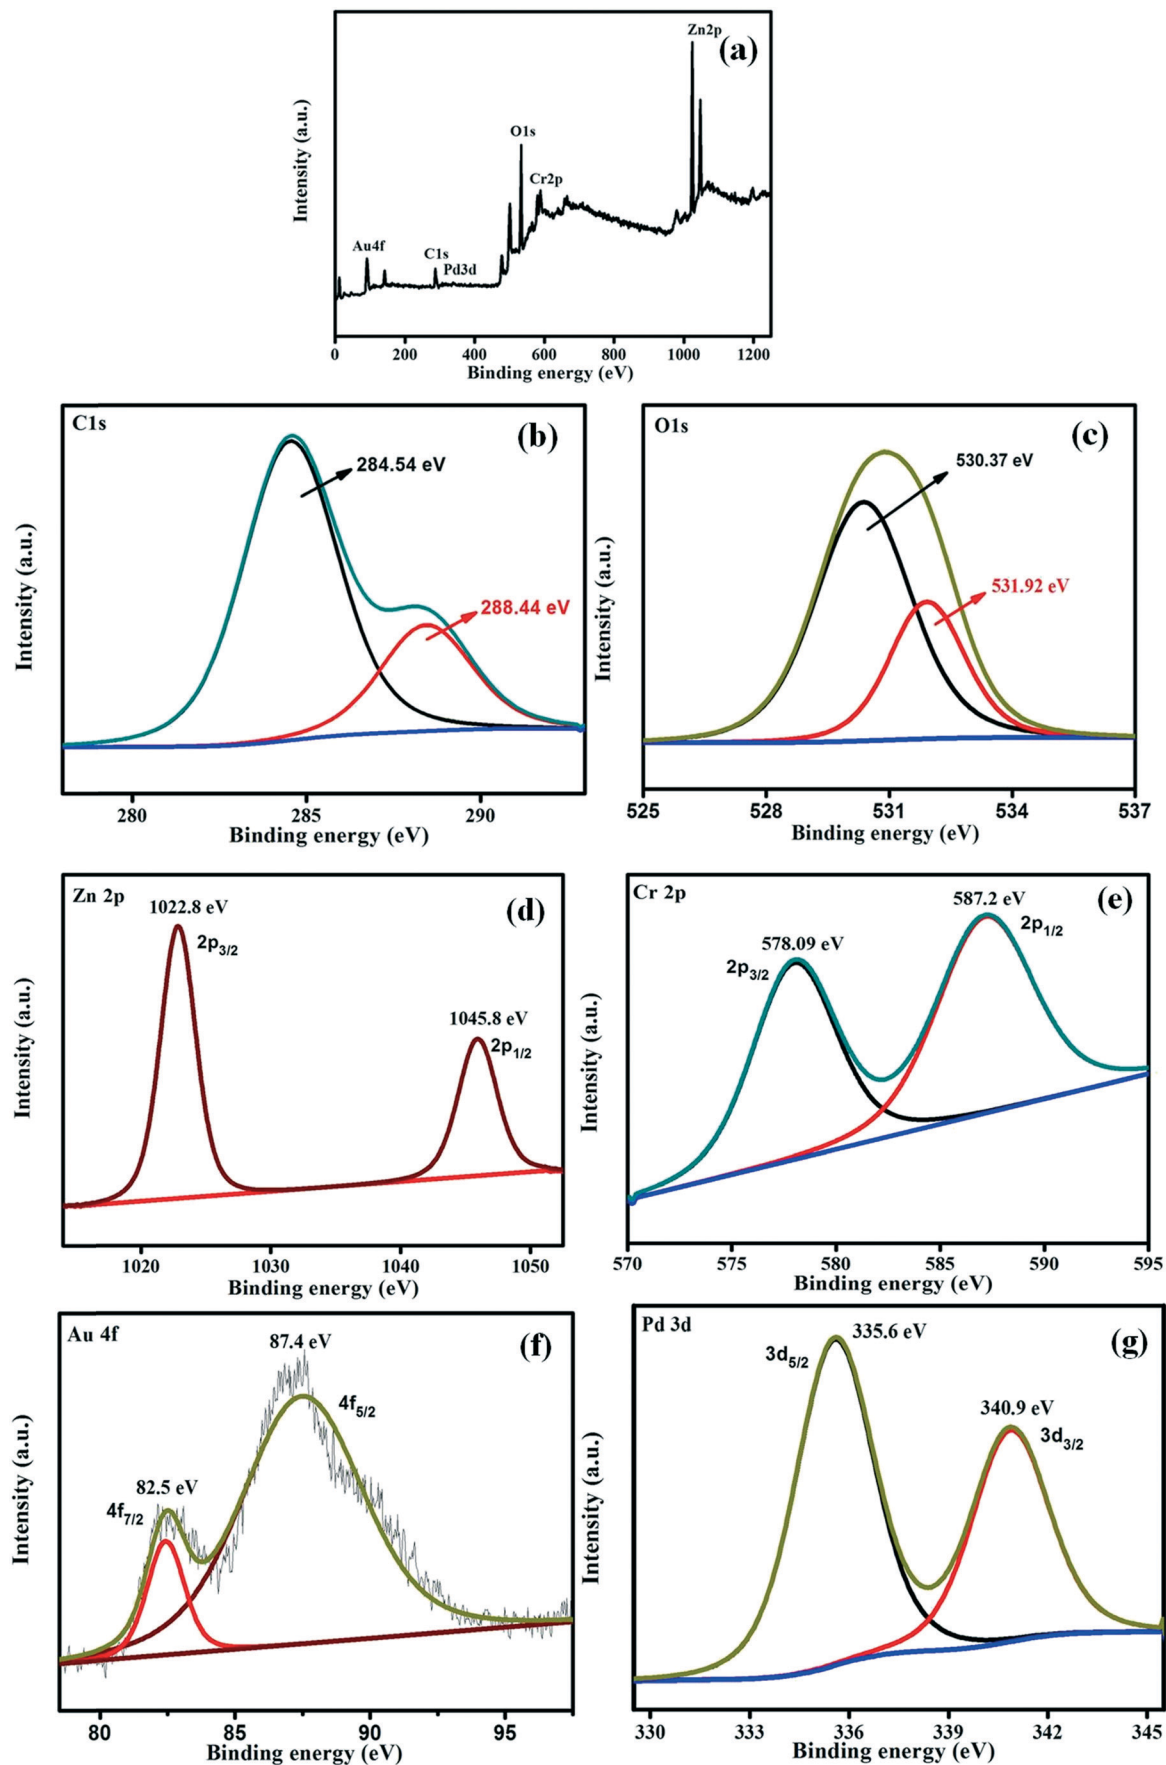 (a)
Zn2p
O1s
Cr2p
Au4f
C1s
Pd3d
Intensity (a.u.)
0 200 400 600 800 1000 1200
Binding energy (eV)
C1s
(b)
284.54 eV
288.44 eV
Intensity (a.u.)
280 285 290
Binding energy (eV)
O1s
(c)
530.37 eV
531.92 eV
Intensity (a.u.)
525 528 531 534 537
Binding energy (eV)
Zn 2p
(d)
1022.8 eV
2p3/2
1045.8 eV
2p1/2
Intensity (a.u.)
1020 1030 1040 1050
Binding energy (eV)
Cr 2p
(e)
587.2 eV
2p1/2
578.09 eV
2p3/2
Intensity (a.u.)
570 575 580 585 590 595
Binding energy (eV)
Au 4f
(f)
87.4 eV
4f5/2
82.5 eV
4f7/2
Intensity (a.u.)
80 85 90 95
Binding energy (eV)
Pd 3d
(g)
335.6 eV
3d5/2
340.9 eV
3d3/2
Intensity (a.u.)
330 333 336 339 342 345
Binding energy (eV)